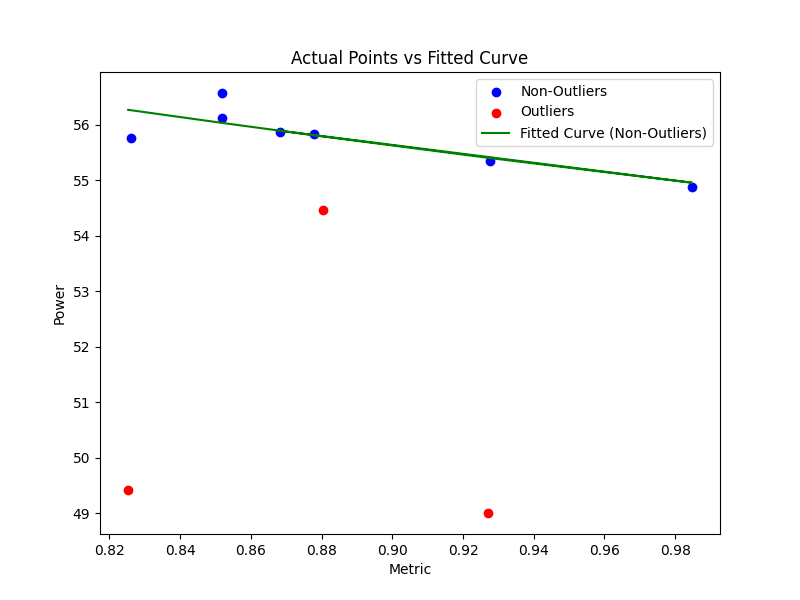 Actual Points vs Fitted Curve
Non-Outliers
Outliers
Fitted Curve (Non-Outliers)
Power
56
55
54
53
52
51
50
49
0.82 0.84 0.86 0.88 0.90 0.92 0.94 0.96 0.98
Metric